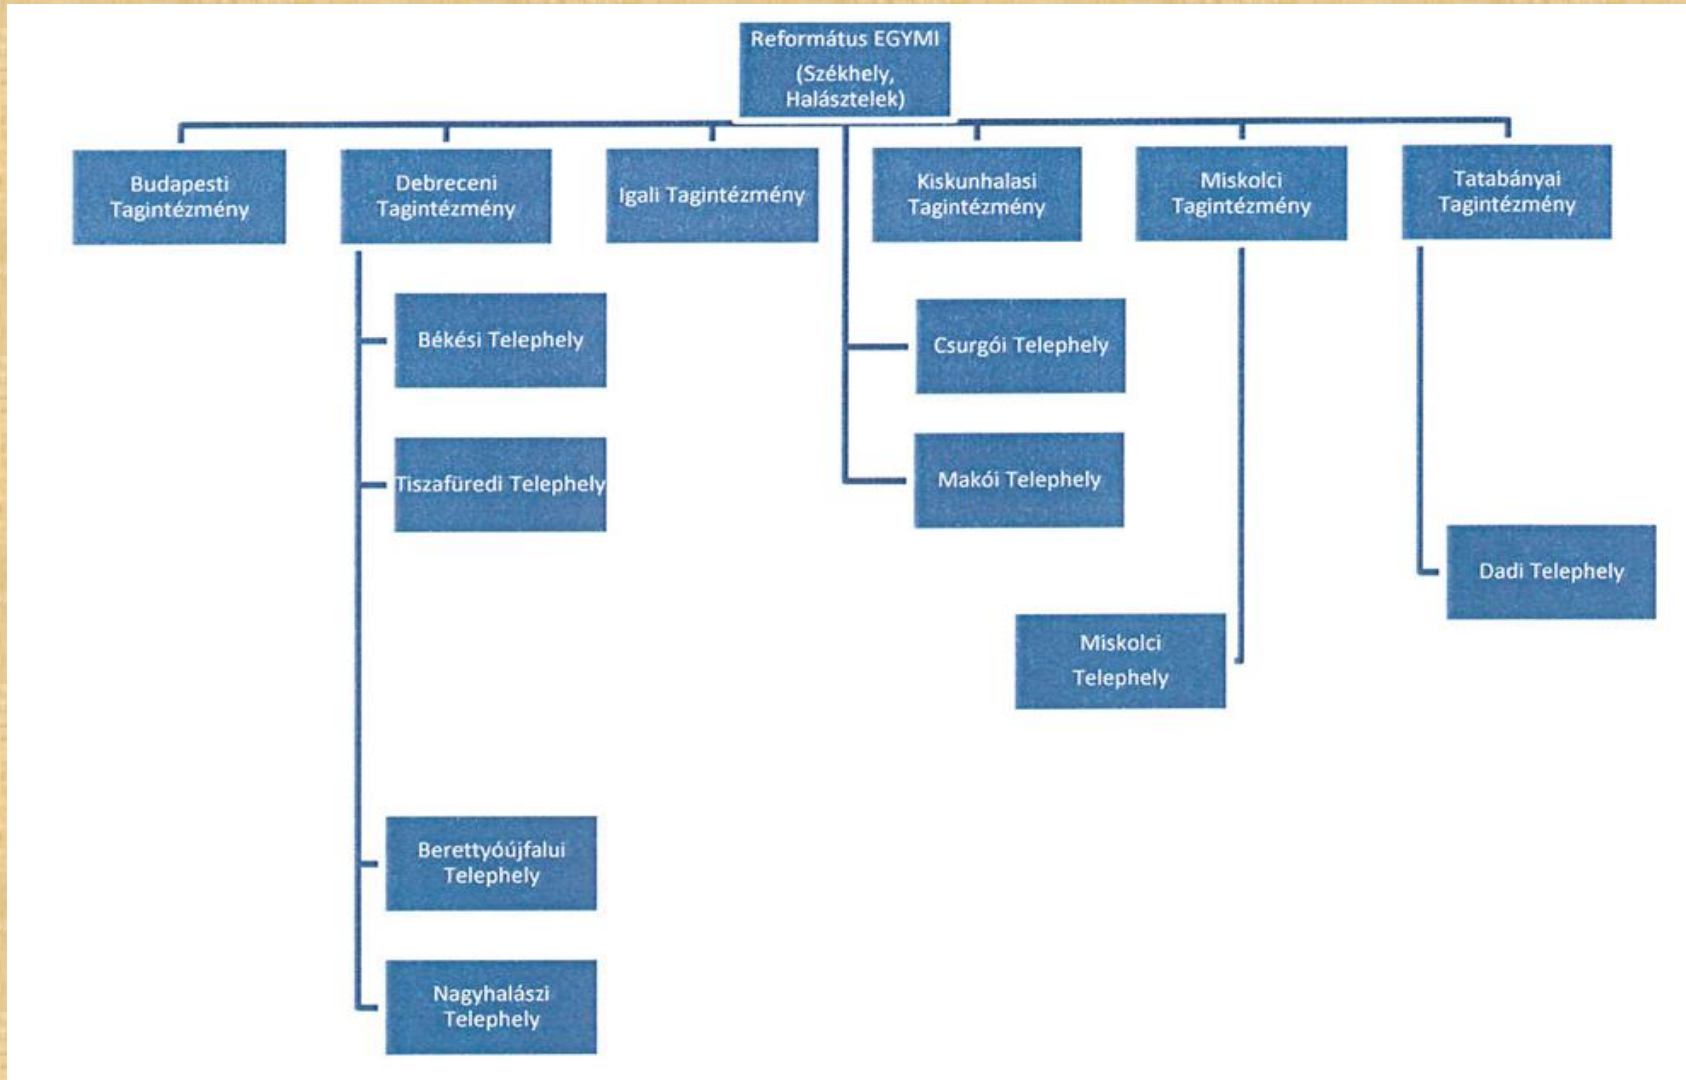 Református EGYMI
(Székhely,
Halásztelek)
Budapesti
Tagintézmény
Debreceni
Tagintézmény
Igali Tagintézmény
Kiskunhalasi
Tagintézmény
Miskolci
Tagintézmény
Tatabányai
Tagintézmény
Békési Telephely
Csurgói Telephely
Tiszafüredi Telephely
Makói Telephely
Dadi Telephely
Miskolci
Telephely
Berettyóújfalui
Telephely
Nagyhalászi
Telephely